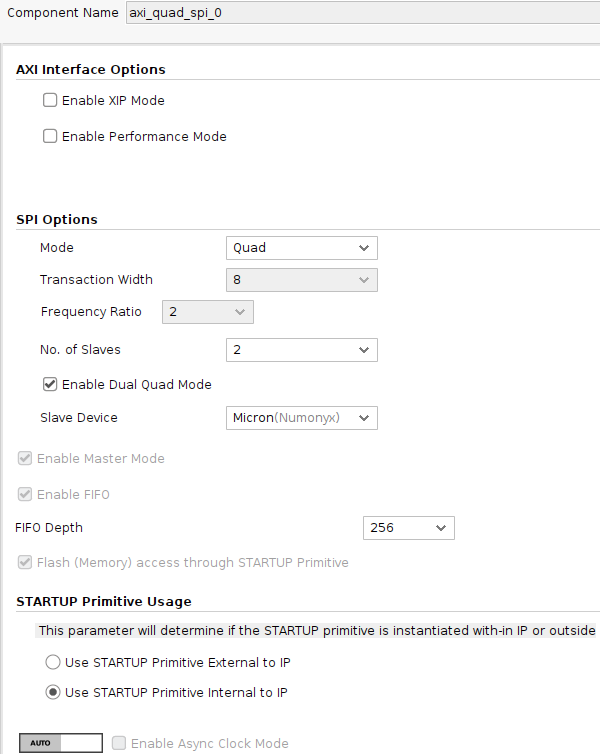 Component Name axi_quad_spi_0
AXI Interface Options
Enable XIP Mode
Enable Performance Mode
SPI Options
Mode Quad
Transaction Width 8
Frequency Ratio 2
No. of Slaves 2
Enable Dual Quad Mode
Slave Device Micron(Numonyx)
Enable Master Mode
Enable FIFO
FIFO Depth 256
Flash (Memory) access through STARTUP Primitive
STARTUP Primitive Usage
This parameter will determine if the STARTUP primitive is instantiated with-in IP or outside
Use STARTUP Primitive External to IP
Use STARTUP Primitive Internal to IP
AUTO Enable Async Clock Mode